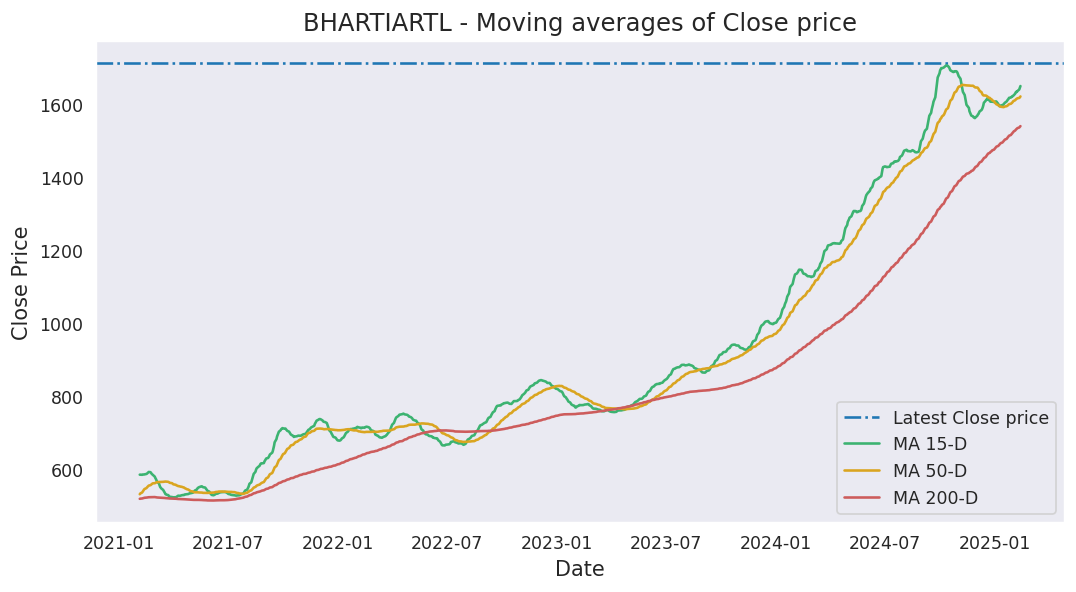 BHARTIARTL - Moving averages of Close price
Close Price
1600
1400
1200
1000
800
600
Latest Close price
MA 15-D
MA 50-D
MA 200-D
2021-01 2021-07 2022-01 2022-07 2023-01 2023-07 2024-01 2024-07 2025-01
Date